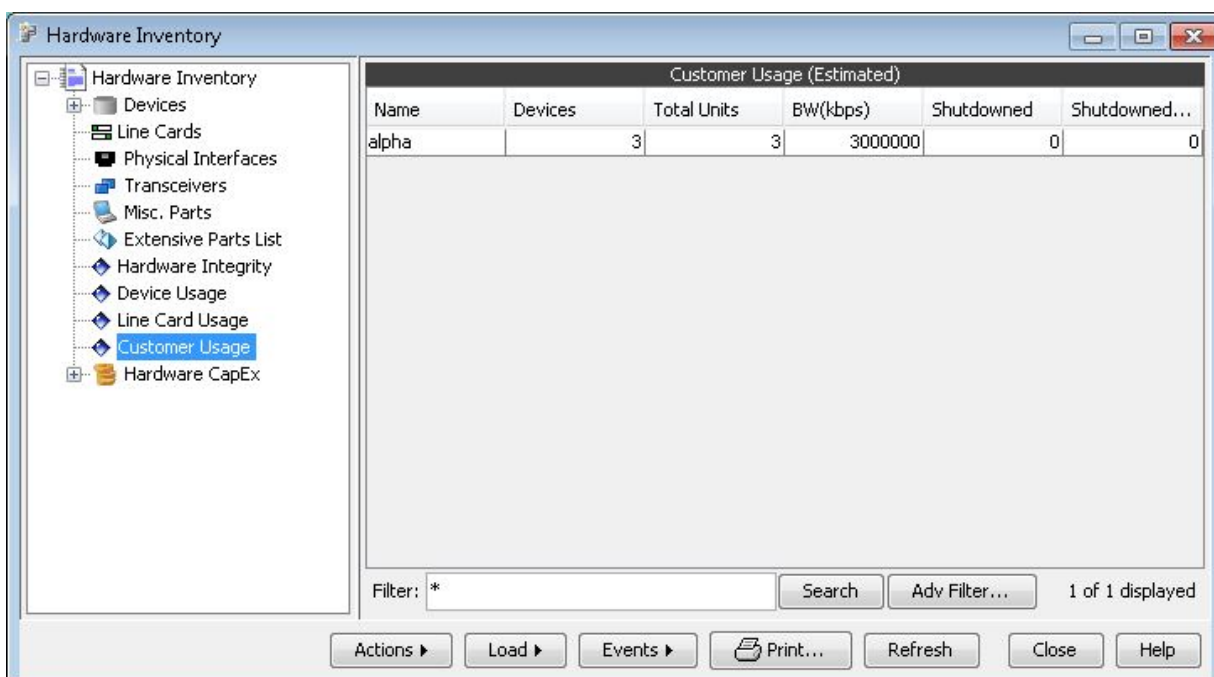 Hardware Inventory
Hardware Inventory
Devices
Line Cards
Physical Interfaces
Transceivers
Misc. Parts
Extensive Parts List
Hardware Integrity
Device Usage
Line Card Usage
Customer Usage
Hardware CapEx
Customer Usage (Estimated)
Name Devices Total Units BW(kbps) Shutdowned Shutdowned...
alpha 3 3 3000000 0 0
Filter: * Search Adv Filter... 1 of 1 displayed
Actions Load Events Print... Refresh Close Help